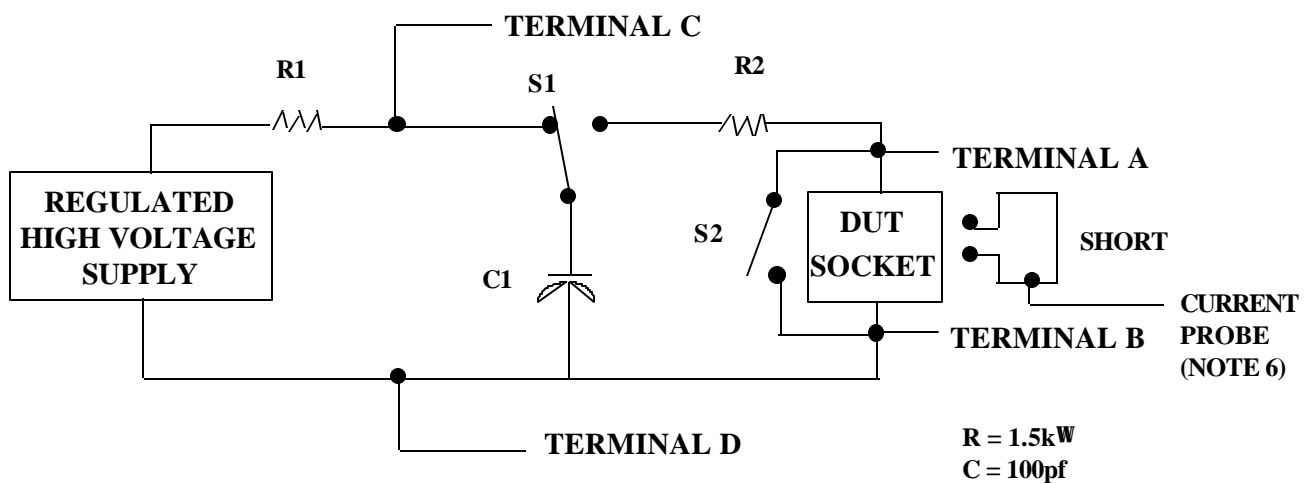 TERMINAL C
R1
S1
R2
TERMINAL A
REGULATED
HIGH VOLTAGE
SUPPLY
S2
DUT
SOCKET
SHORT
C1
CURRENT
PROBE
(NOTE 6)
TERMINAL B
TERMINAL D
R = 1.5kW
C = 100pf